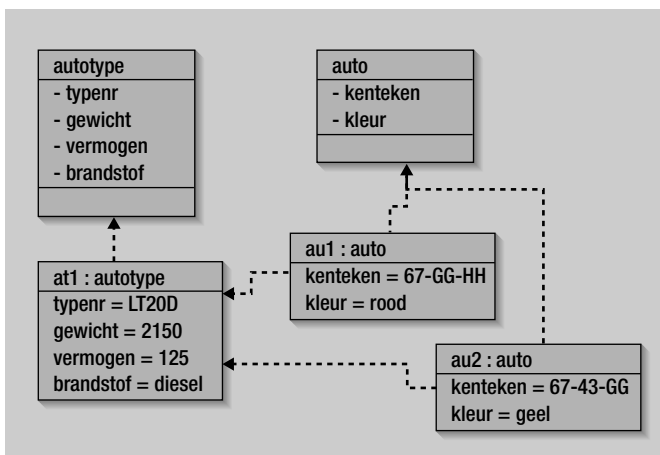 autotype
- typenr
- gewicht
- vermogen
- brandstof
auto
- kenteken
- kleur
at1 : autotype
typenr = LT20D
gewicht = 2150
vermogen = 125
brandstof = diesel
au1 : auto
kenteken = 67-GG-HH
kleur = rood
au2 : auto
kenteken = 67-43-GG
kleur = geel